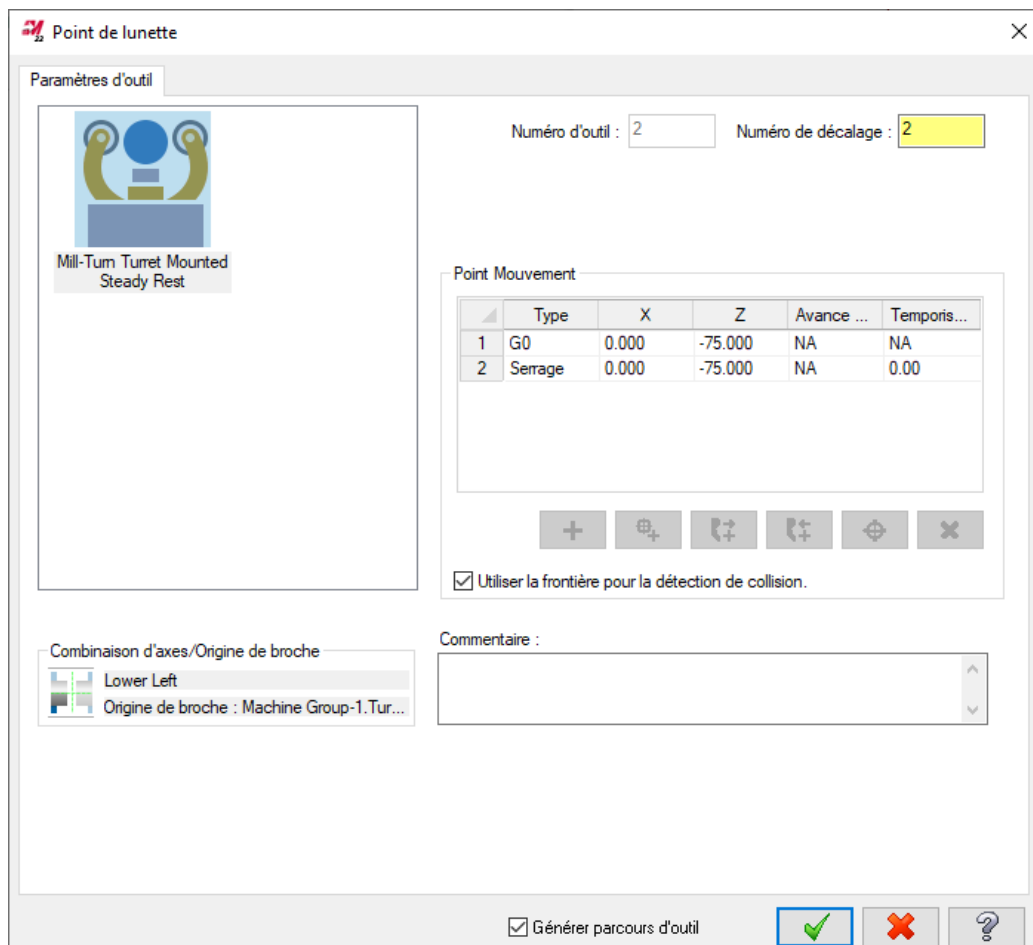 22 Point de lunette
Paramètres d'outil
Numéro d'outil : 2 Numéro de décalage : 2
Mill-Turn Turret Mounted
Steady Rest
Point Mouvement
Type X Z Avance ... Temporis...
1 G0 0.000 -75.000 NA NA
2 Serrage 0.000 -75.000 NA 0.00
Utiliser la frontière pour la détection de collision.
Combinaison d'axes/Origine de broche
Lower Left
Origine de broche : Machine Group-1.Tur...
Commentaire :
Générer parcours d'outil